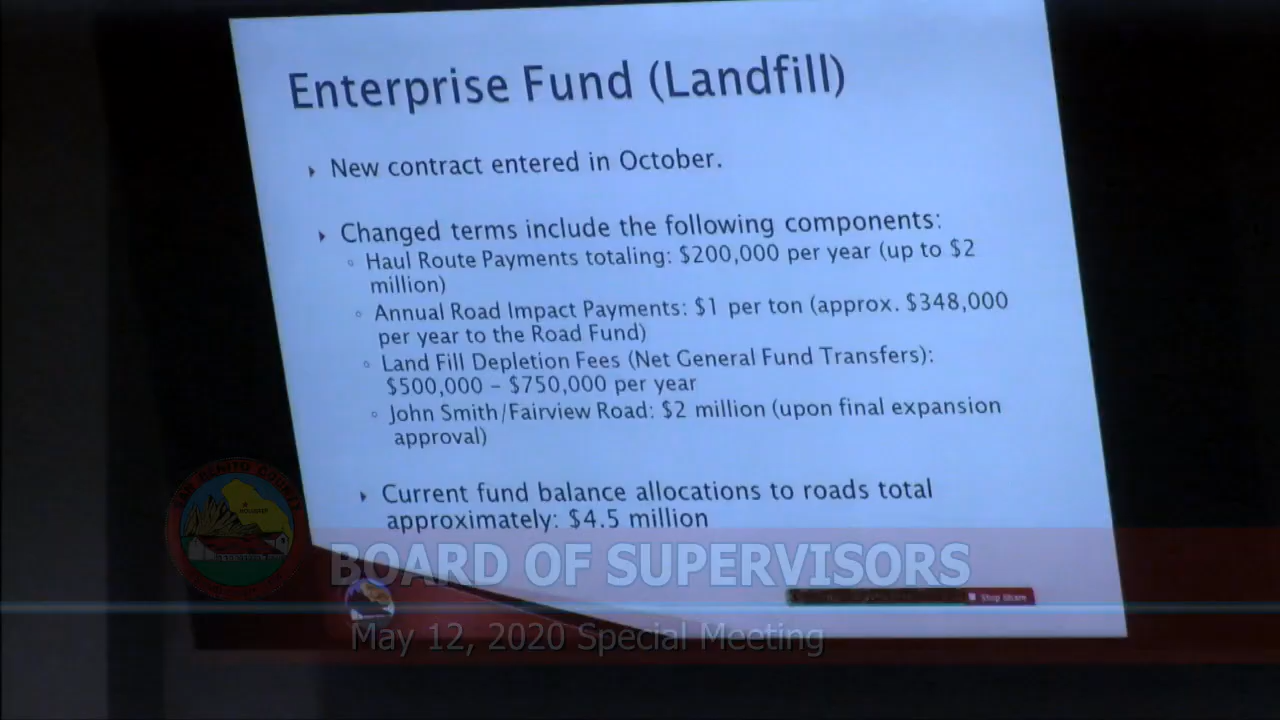 Enterprise Fund (Landfill)
New contract entered in October.
Changed terms include the following components:
Haul Route Payments totaling: $200,000 per year (up to $2
million)
Annual Road Impact Payments: $1 per ton (approx. $348,000
per year to the Road Fund)
Land Fill Depletion Fees (Net General Fund Transfers):
$500,000 – $750,000 per year
John Smith/Fairview Road: $2 million (upon final expansion
approval)
Current fund balance allocations to roads total
approximately: $4.5 million
SAN BENITO COUNTY
BOARD OF SUPERVISORS
Stop Share
May 12, 2020 Special Meeting